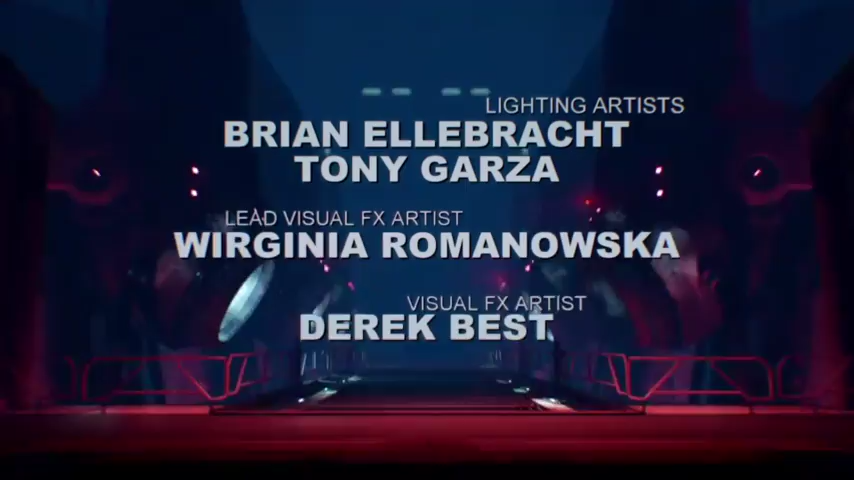 LIGHTING ARTISTS
BRIAN ELLEBRACHT
TONY GARZA
LEAD VISUAL FX ARTIST
WIRGINIA ROMANOWSKA
VISUAL FX ARTIST
DEREK BEST